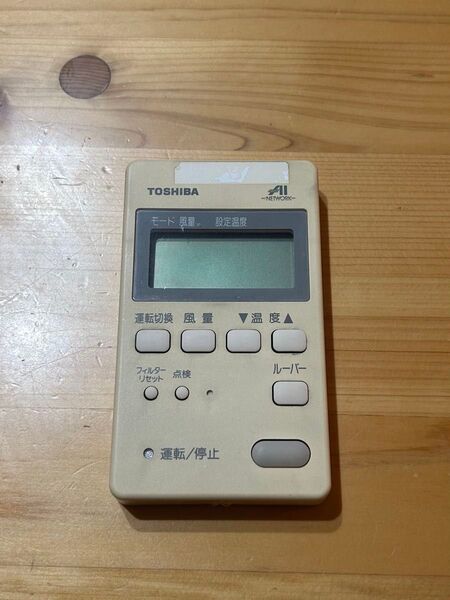 TOSHIBA
AI
-NETWORK-
モード 風量 設定温度
運転切換 風量 ▼温度▲
フィルター
リセット
点検
ルーバー
運転/停止